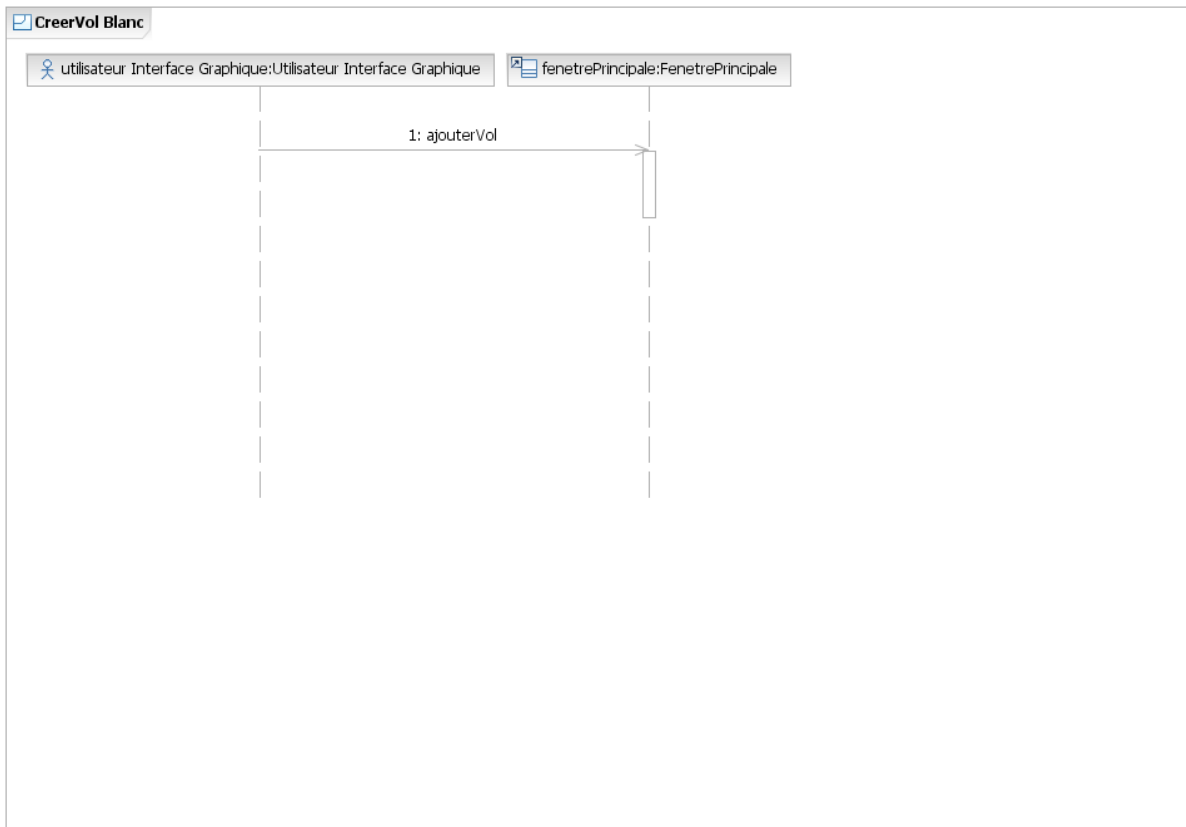 CreerVol Blanc
utilisateur Interface Graphique:Utilisateur Interface Graphique
fenetrePrincipale:FenetrePrincipale
1: ajouterVol